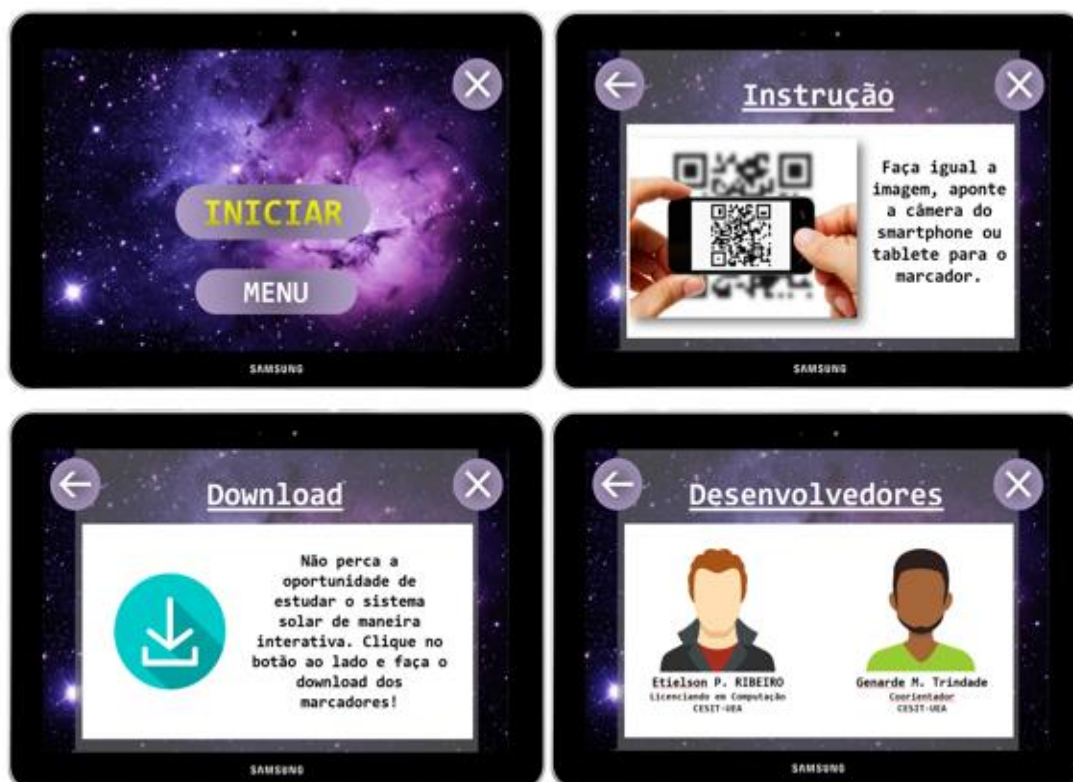 INICIAR
MENU
SAMSUNG
Instrução
Faça igual a
imagem, aponte
a câmera do
smartphone ou
tablete para o
marcador.
SAMSUNG
Download
Não perca a
oportunidade de
estudar o sistema
solar de maneira
interativa. Clique no
botão ao lado e faça o
download dos
marcadores!
SAMSUNG
Desenvolvedores
Etielson P. RIBEIRO
Licenciando em Computação
CESIT-UEA
Genarde M. Trindade
Coorientador
CESIT-UEA
SAMSUNG